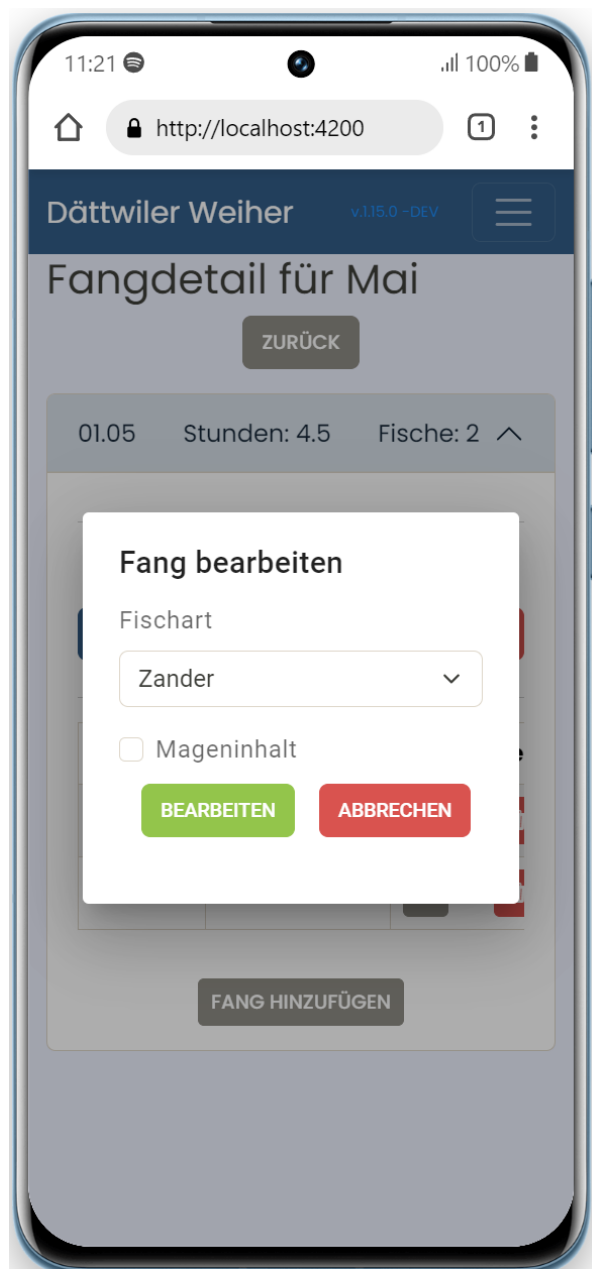 11:21
100%
http://localhost:4200
1
Dättwiler Weiher
v.1.15.0 -DEV
Fangdetail für Mai
ZURÜCK
01.05 Stunden: 4.5 Fische: 2
Fang bearbeiten
Fischart
Zander
Mageninhalt
BEARBEITEN ABBRECHEN
FANG HINZUFÜGEN